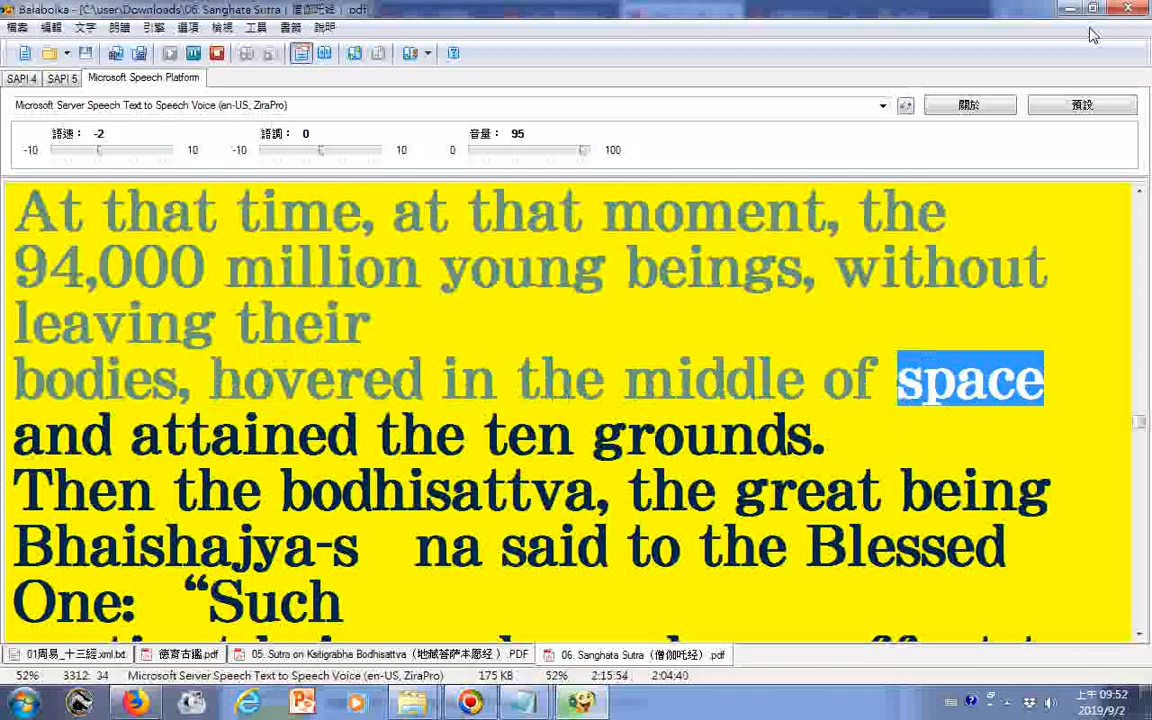 Balabolka - [C:\user\Downloads\06. Sanghata Sutra (僧伽吒经).pdf]
檔案 編輯 文字 朗讀 引擎 選項 檢視 工具 書籤 說明
SAPI 4 SAPI 5 Microsoft Speech Platform
Microsoft Server Speech Text to Speech Voice (en-US, ZiraPro) 關於 預設
語速： -2 語調： 0 音量： 95
-10 10 -10 10 0 100
At that time, at that moment, the
94,000 million young beings, without
leaving their
bodies, hovered in the middle of space
and attained the ten grounds.
Then the bodhisattva, the great being
Bhaishajya-s na said to the Blessed
One: “Such
01周易_十三經.xml.txt 德育古鑑.pdf 05. Sutra on Ksitigrabha Bodhisattva（地藏菩萨本愿经）.PDF 06. Sanghata Sutra（僧伽吒经）.pdf
52% 3312: 34 Microsoft Server Speech Text to Speech Voice (en-US, ZiraPro) 175 KB 52% 2:15:54 2:04:40
上午 09:52
2019/9/2